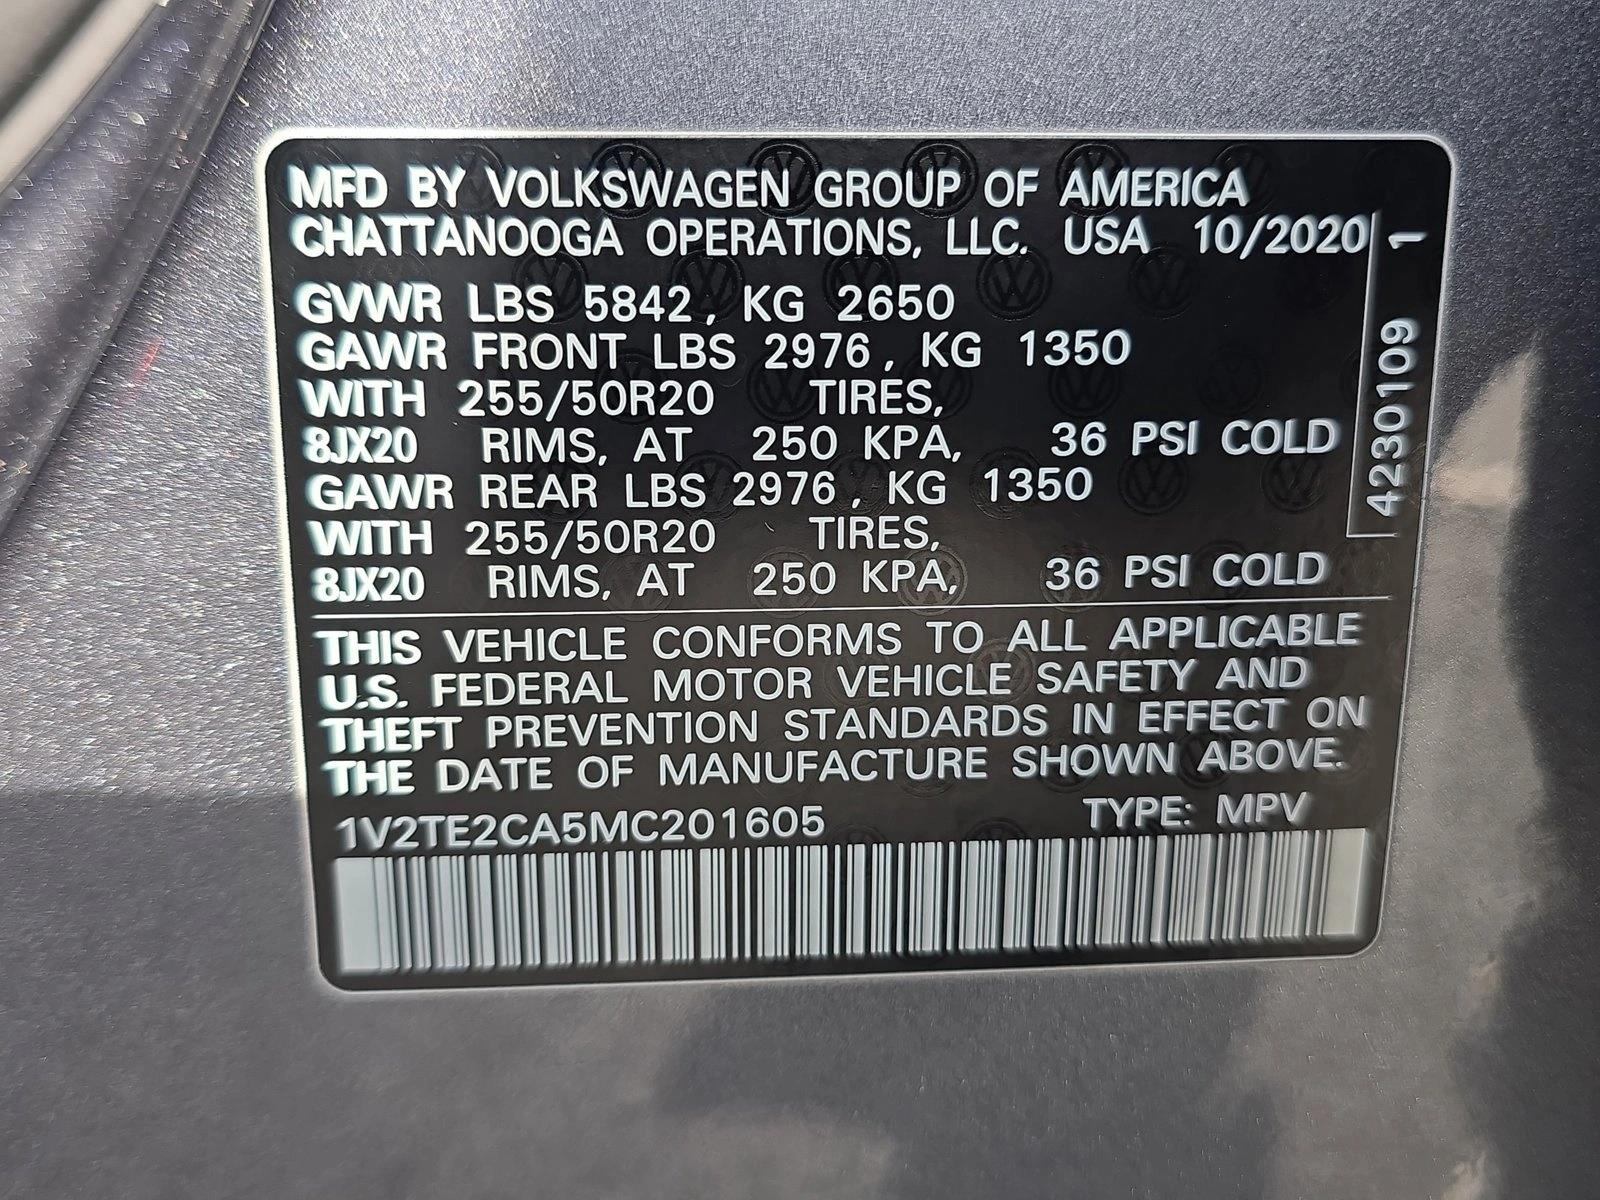 MFD BY VOLKSWAGEN GROUP OF AMERICA
CHATTANOOGA OPERATIONS, LLC. USA 10/2020
GVWR LBS 5842, KG 2650
GAWR FRONT LBS 2976, KG 1350
WITH 255/50R20 TIRES,
8JX20 RIMS, AT 250 KPA, 36 PSI COLD
GAWR REAR LBS 2976, KG 1350
WITH 255/50R20 TIRES,
8JX20 RIMS, AT 250 KPA, 36 PSI COLD
THIS VEHICLE CONFORMS TO ALL APPLICABLE
U.S. FEDERAL MOTOR VEHICLE SAFETY AND
THEFT PREVENTION STANDARDS IN EFFECT ON
THE DATE OF MANUFACTURE SHOWN ABOVE.
1V2TE2CA5MC201605 TYPE: MPV
4230109 1